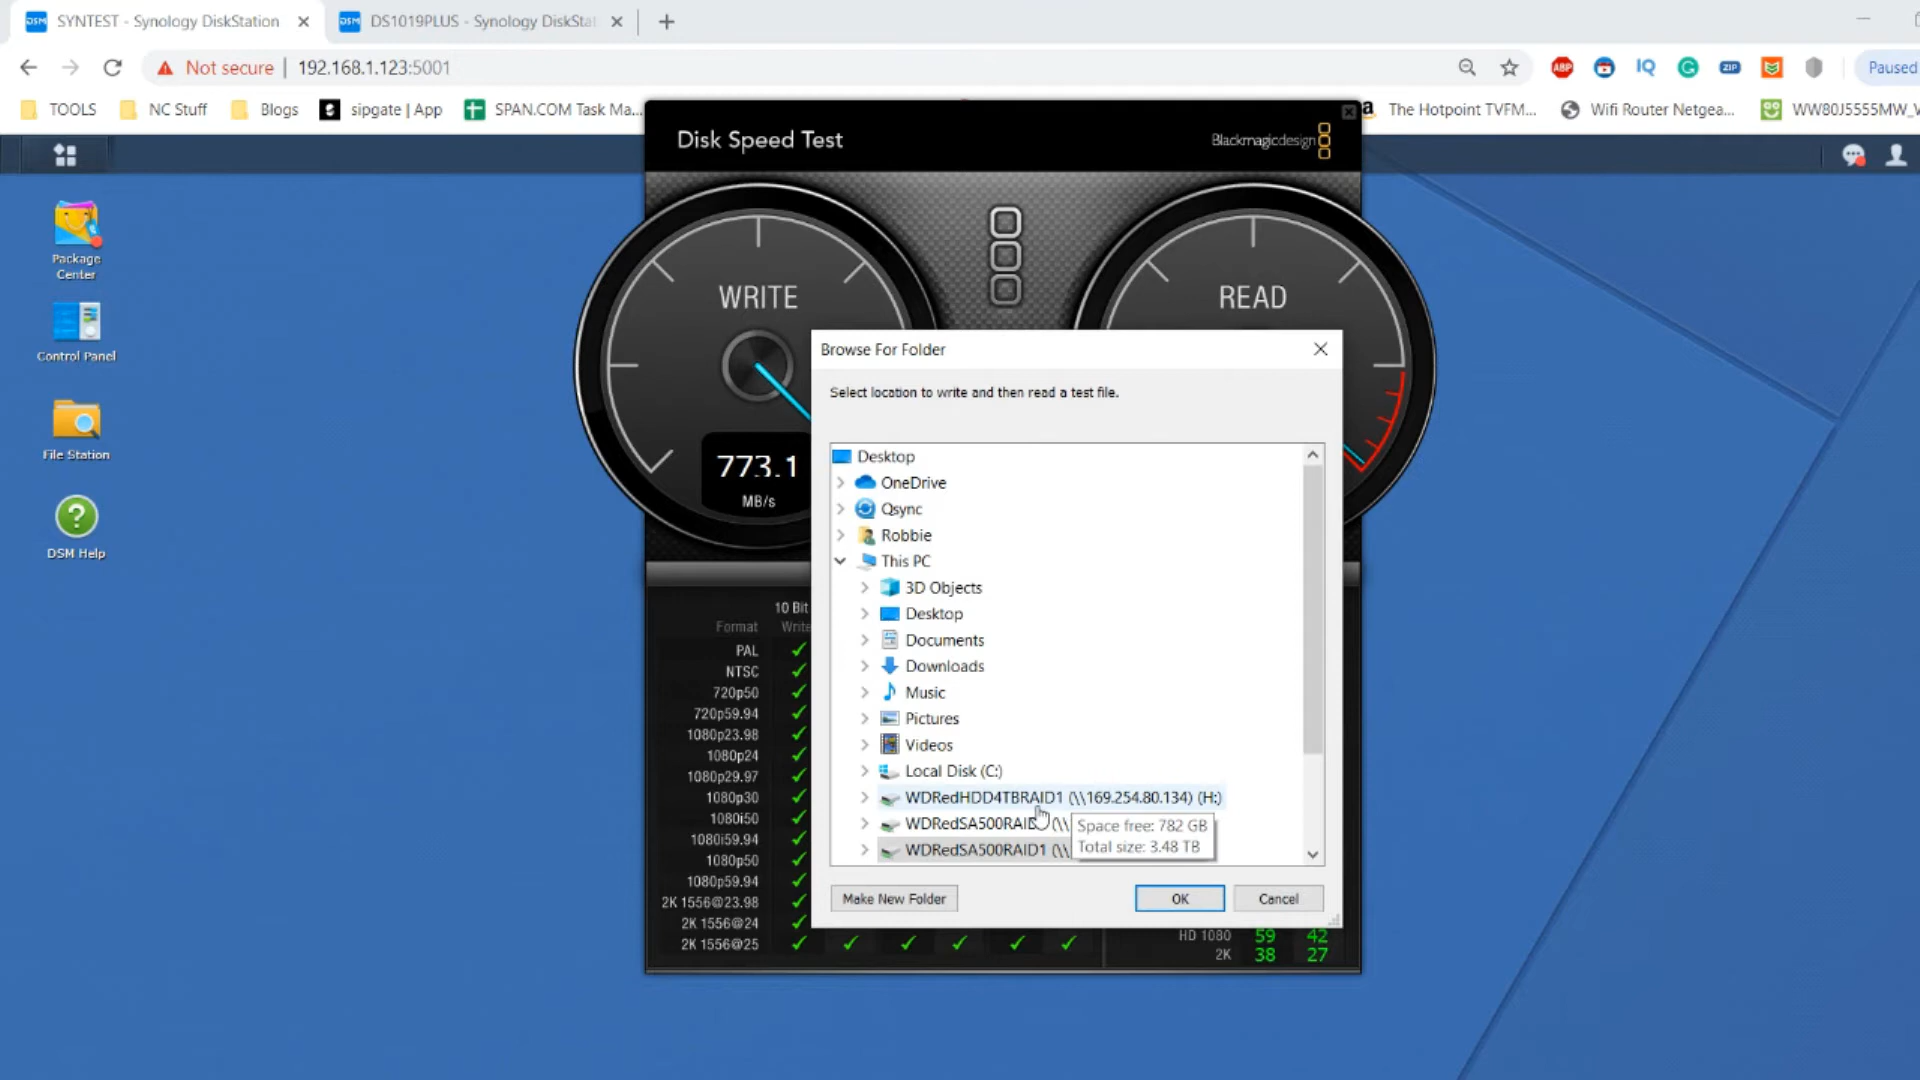 SYNTEST - Synology DiskStation
DS1019PLUS - Synology DiskStat
Not secure | 192.168.1.123:5001
ABP
IQ
ZIP
Paused
TOOLS
NC Stuff
Blogs
sipgate | App
SPAN.COM Task Ma...
The Hotpoint TVFM...
Wifi Router Netgea...
WW80J5555MW_V
Disk Speed Test
Blackmagicdesign
Package
Center
Control Panel
File Station
DSM Help
WRITE
READ
773.1
MB/s
Browse For Folder
Select location to write and then read a test file.
Desktop
OneDrive
Qsync
Robbie
This PC
3D Objects
Desktop
Documents
Downloads
Music
Pictures
Videos
Local Disk (C:)
WDRedHDD4TBRAID1 (\\169.254.80.134) (H:)
WDRedSA500RAID (\\
WDRedSA500RAID1 (\\
Space free: 782 GB
Total size: 3.48 TB
Make New Folder
OK
Cancel
10 Bit
Format Write
PAL
NTSC
720p50
720p59.94
1080p23.98
1080p24
1080p29.97
1080p30
1080i50
1080i59.94
1080p50
1080p59.94
2K 1556@23.98
2K 1556@24
2K 1556@25
HD 1080 59 42
2K 38 27